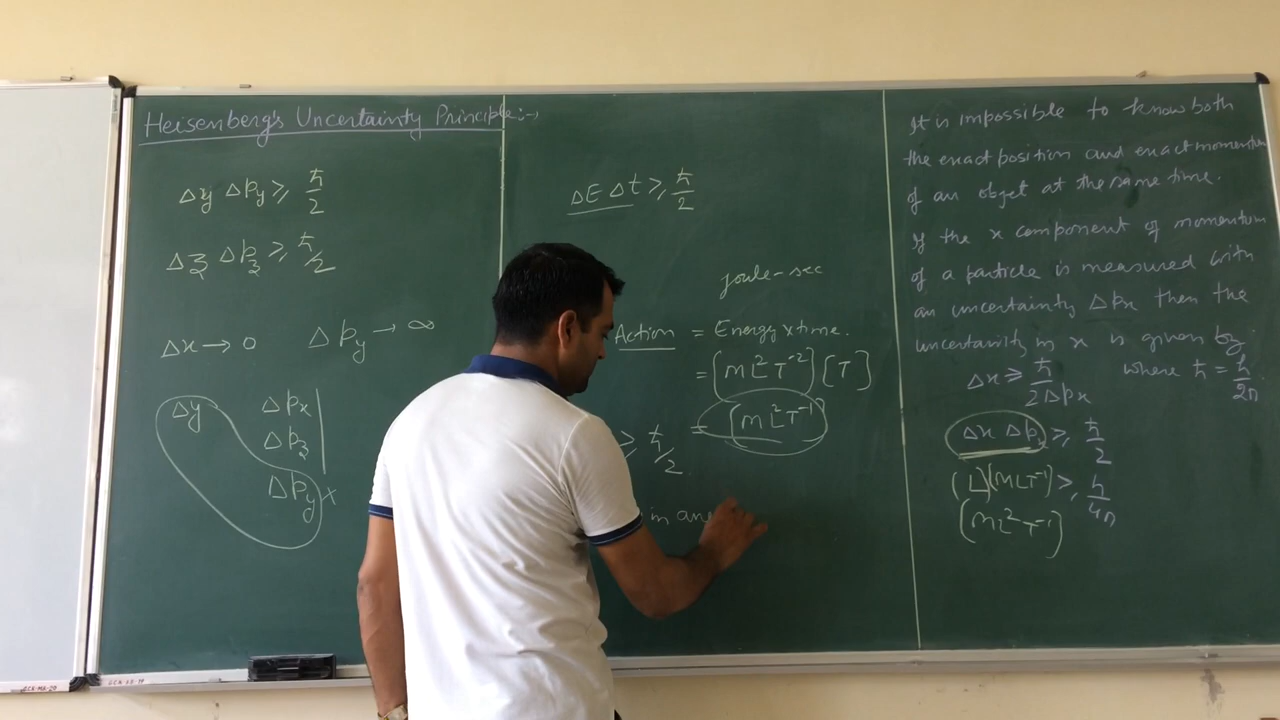 Heisenberg's Uncertainty Principle:-
Δy Δpy ≥ ħ/2
Δz Δpz ≥ ħ/2
Δx → 0 Δpy → ∞
Δy Δpx
Δpz
Δpy x
ΔE Δt ≥ ħ/2
joule-sec
Action = Energy x time.
= [ML²T⁻²] [T]
= [ML²T⁻¹]
≥ ħ/2
in
It is impossible to know both
the exact position and exact momentum
of an objet at the same time.
If the x component of momentum
of a particle is measured with
an uncertainty Δpx then the
uncertainity in x is given by
Δx ≥ ħ/2Δpx where ħ = h/2π
Δx Δpx ≥ ħ/2
(L)(MLT⁻¹) ≥ h/4π
(ML²T⁻¹)